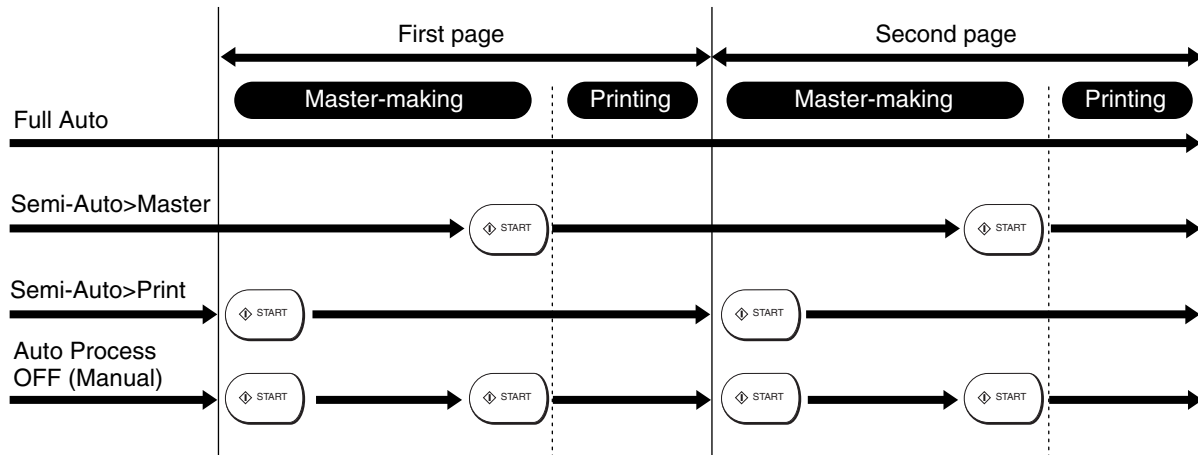 First page
Second page
Master-making
Printing
Master-making
Printing
Full Auto
Semi-Auto>Master
START
START
Semi-Auto>Print
START
START
Auto Process
OFF (Manual)
START
START
START
START